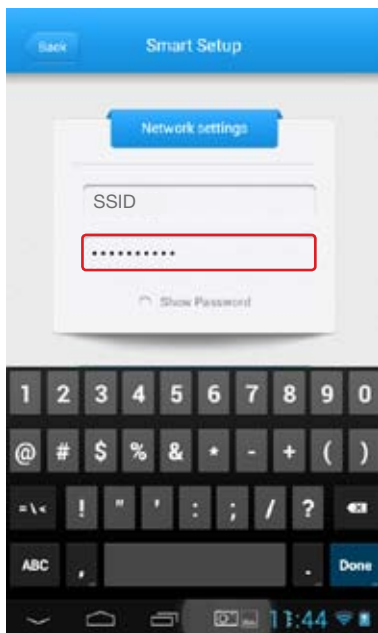 Back Smart Setup
Network settings
SSID
••••••••••
Show Password
1 2 3 4 5 6 7 8 9 0
@ # $ % & * - + ( )
=\< ! " ' : ; / ?
ABC , . Done
11:44